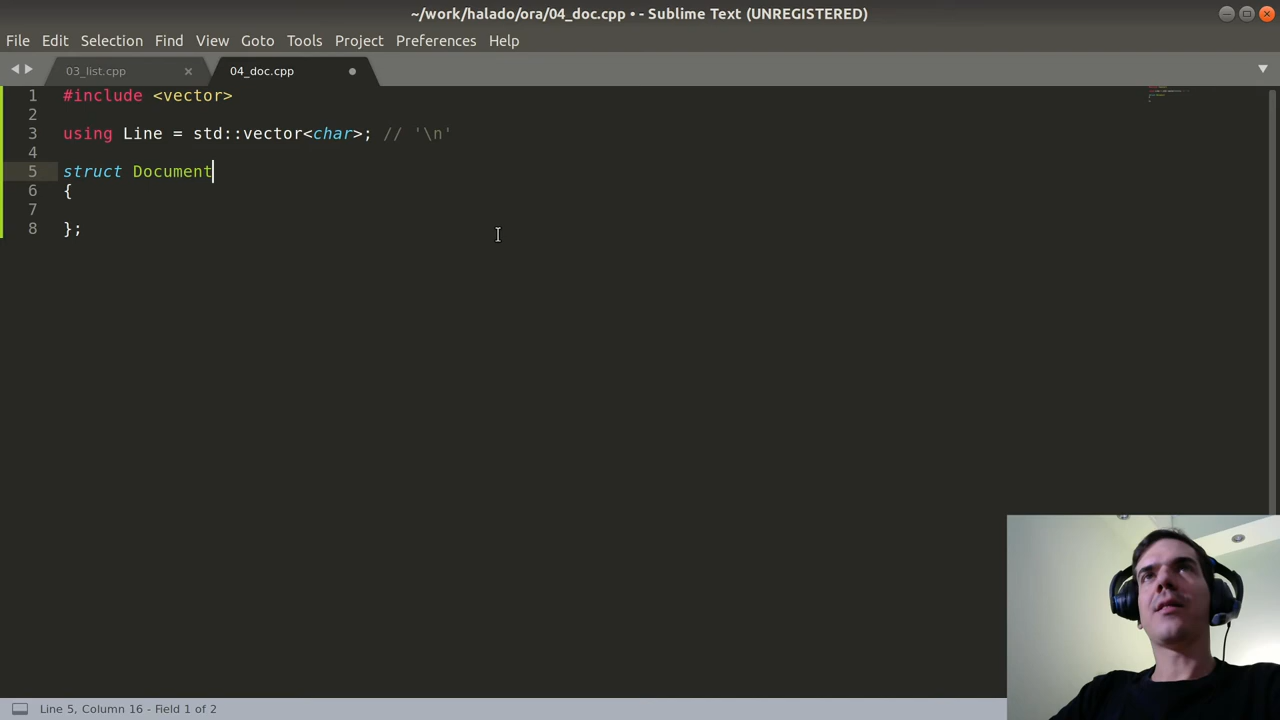 ~/work/halado/ora/04_doc.cpp • - Sublime Text (UNREGISTERED)
File Edit Selection Find View Goto Tools Project Preferences Help
03_list.cpp 04_doc.cpp
1 #include <vector>
2
3 using Line = std::vector<char>; // '\n'
4
5 struct Document
6 {
7
8 };
Line 5, Column 16 - Field 1 of 2